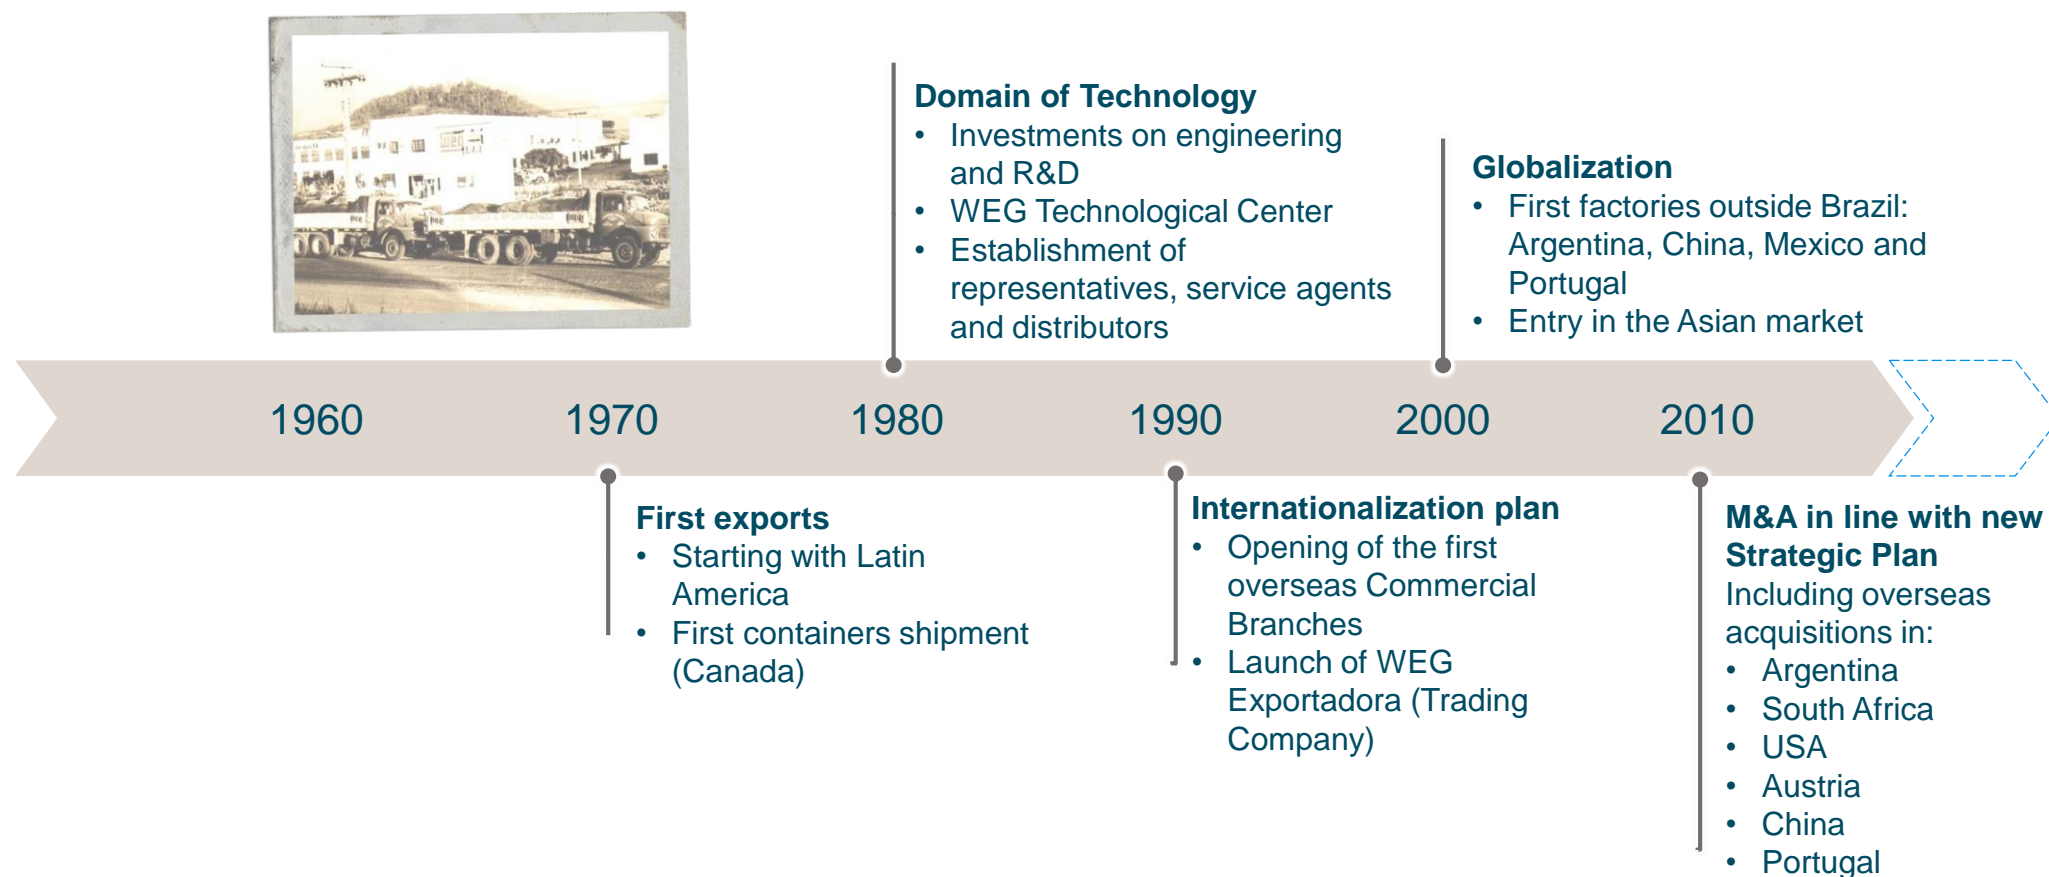 Domain of Technology
• Investments on engineering
and R&D
• WEG Technological Center
• Establishment of
representatives, service agents
and distributors
Globalization
• First factories outside Brazil:
Argentina, China, Mexico and
Portugal
• Entry in the Asian market
1960 1970 1980 1990 2000 2010
First exports
• Starting with Latin
America
• First containers shipment
(Canada)
Internationalization plan
• Opening of the first
overseas Commercial
Branches
• Launch of WEG
Exportadora (Trading
Company)
M&A in line with new
Strategic Plan
Including overseas
acquisitions in:
• Argentina
• South Africa
• USA
• Austria
• China
• Portugal